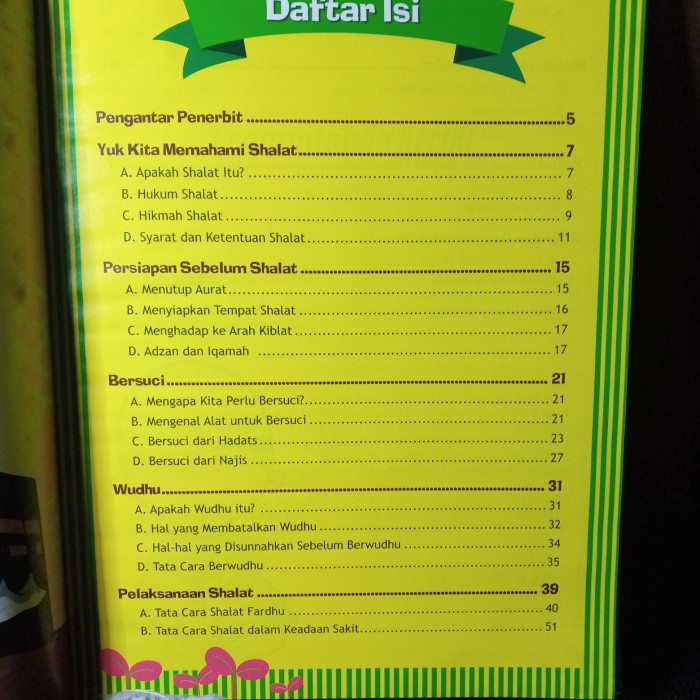 Daftar Isi
Pengantar Penerbit ........ 5
Yuk Kita Memahami Shalat ........ 7
A. Apakah Shalat Itu? ........ 7
B. Hukum Shalat ........ 8
C. Hikmah Shalat ........ 9
D. Syarat dan Ketentuan Shalat ........ 11
Persiapan Sebelum Shalat ........ 15
A. Menutup Aurat ........ 15
B. Menyiapkan Tempat Shalat ........ 16
C. Menghadap ke Arah Kiblat ........ 17
D. Adzan dan Iqamah ........ 17
Bersuci ........ 21
A. Mengapa Kita Perlu Bersuci? ........ 21
B. Mengenal Alat untuk Bersuci ........ 21
C. Bersuci dari Hadats ........ 23
D. Bersuci dari Najis ........ 27
Wudhu ........ 31
A. Apakah Wudhu itu? ........ 31
B. Hal yang Membatalkan Wudhu ........ 32
C. Hal-hal yang Disunnahkan Sebelum Berwudhu ........ 34
D. Tata Cara Berwudhu ........ 35
Pelaksanaan Shalat ........ 39
A. Tata Cara Shalat Fardhu ........ 40
B. Tata Cara Shalat dalam Keadaan Sakit ........ 51